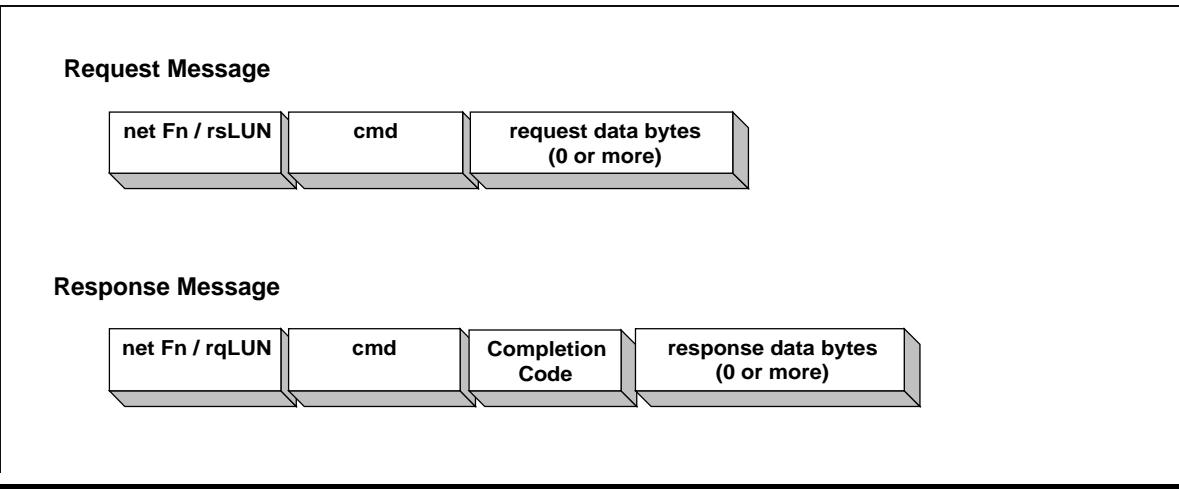 Request Message
net Fn / rsLUN
cmd
request data bytes
(0 or more)
Response Message
net Fn / rqLUN
cmd
Completion
Code
response data bytes
(0 or more)